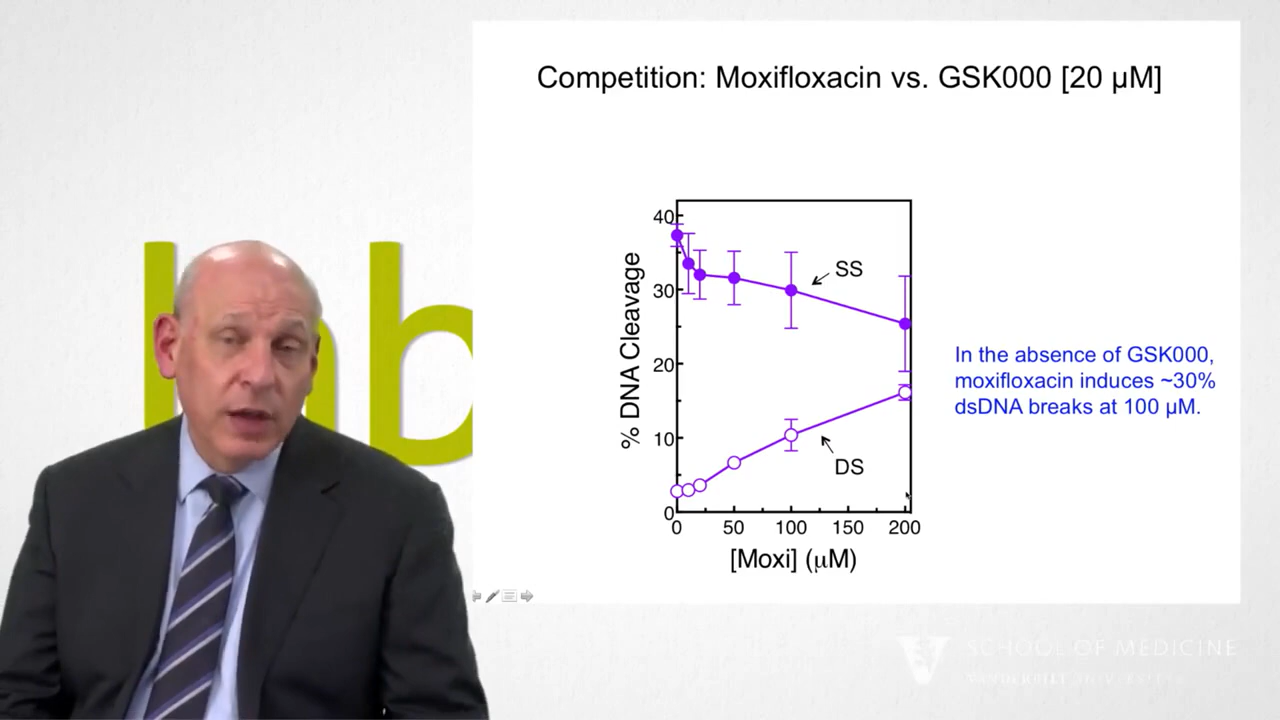 Competition: Moxifloxacin vs. GSK000 [20 µM]
40
30
20
10
0
% DNA Cleavage
SS
DS
0 50 100 150 200
[Moxi] (µM)
In the absence of GSK000,
moxifloxacin induces ~30%
dsDNA breaks at 100 µM.
V SCHOOL OF MEDICINE
VANDERBILT UNIVERSITY